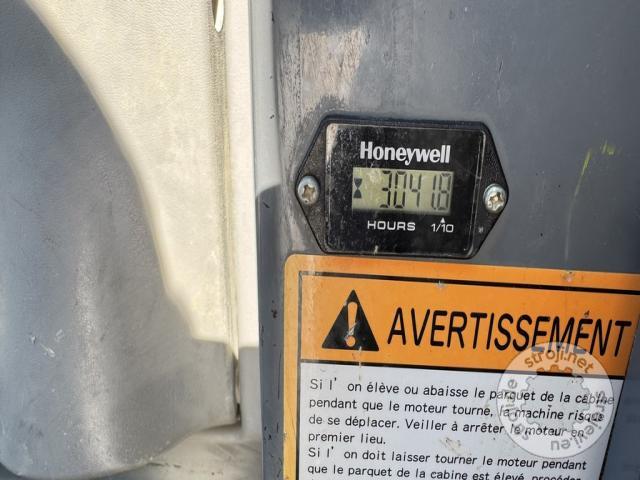 Honeywell
3041.8
HOURS 1/10
AVERTISSEMENT
Si l'on élève ou abaisse le parquet de la cabine
pendant que le moteur tourne, la machine risque
de se déplacer. Veiller à arrêter le moteur en
premier lieu.
Si l'on doit laisser tourner le moteur pendant
que le parquet de la cabine est élevé, procéder
stroji.net